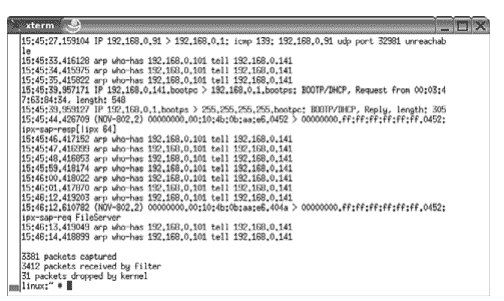 xterm
15:45:27.159104 IP 192.168.0.91 > 192.168.0.1: icmp 139: 192.168.0.91 udp port 32981 unreachab
le
15:45:33.416128 arp who-has 192.168.0.101 tell 192.168.0.141
15:45:34.415975 arp who-has 192.168.0.101 tell 192.168.0.141
15:45:35.415822 arp who-has 192.168.0.101 tell 192.168.0.141
15:45:39.957171 IP 192.168.0.141.bootpc > 192.168.0.1.bootps: BOOTP/DHCP, Request from 00:03:4
7:63:84:34, length: 548
15:45:39.959127 IP 192.168.0.1.bootps > 255.255.255.255.bootpc: BOOTP/DHCP, Reply, length: 305
15:45:44.426709 (NOV-802.2) 00000000.00:10:4b:0b:aa:e6.0452 > 00000000.ff:ff:ff:ff:ff:ff.0452:
ipx-sap-resp[|ipx 64]
15:45:46.417152 arp who-has 192.168.0.101 tell 192.168.0.141
15:45:47.416999 arp who-has 192.168.0.101 tell 192.168.0.141
15:45:48.416853 arp who-has 192.168.0.101 tell 192.168.0.141
15:45:59.418174 arp who-has 192.168.0.101 tell 192.168.0.141
15:46:00.418022 arp who-has 192.168.0.101 tell 192.168.0.141
15:46:01.417870 arp who-has 192.168.0.101 tell 192.168.0.141
15:46:12.419203 arp who-has 192.168.0.101 tell 192.168.0.141
15:46:12.610782 (NOV-802.2) 00000000.00:10:4b:0b:aa:e6.404a > 00000000.ff:ff:ff:ff:ff:ff.0452:
ipx-sap-req FileServer
15:46:13.419049 arp who-has 192.168.0.101 tell 192.168.0.141
15:46:14.418899 arp who-has 192.168.0.101 tell 192.168.0.141
3381 packets captured
3412 packets received by filter
31 packets dropped by kernel
linux:~ #